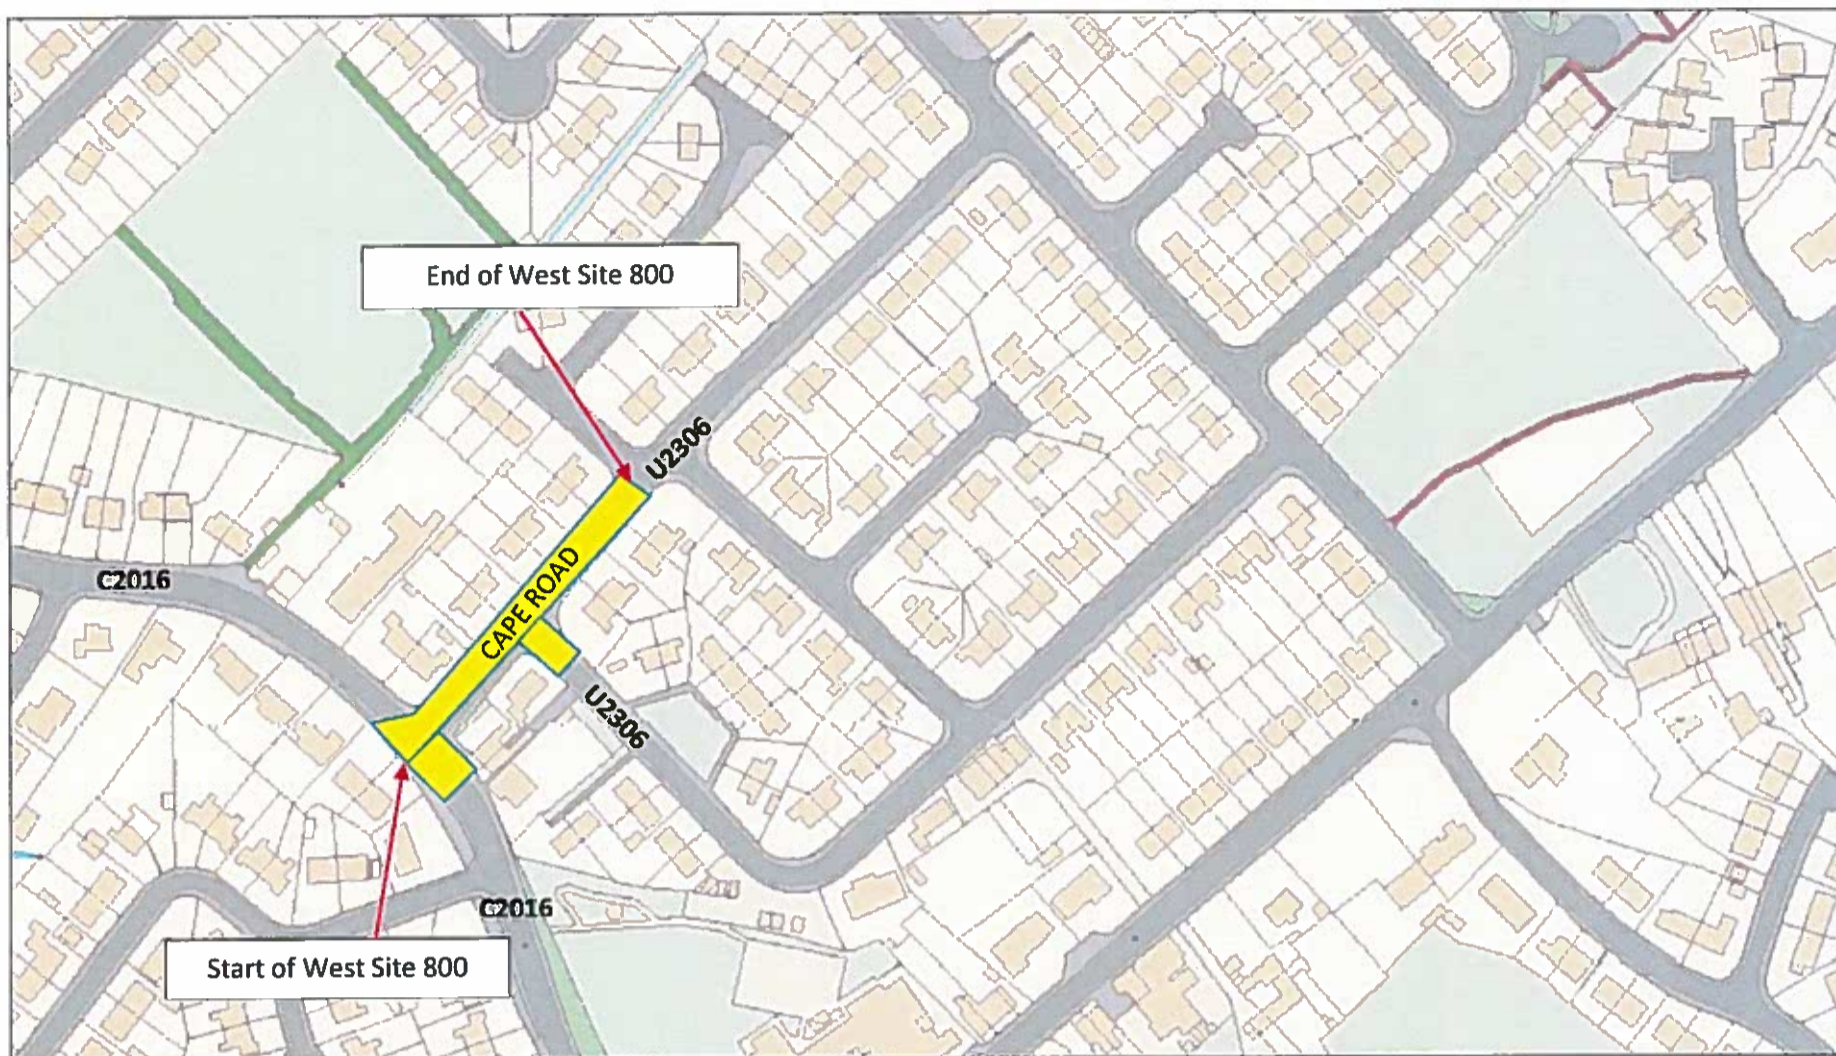 End of West Site 800
U2306
CAPE ROAD
C2016
U2306
C2016
Start of West Site 800